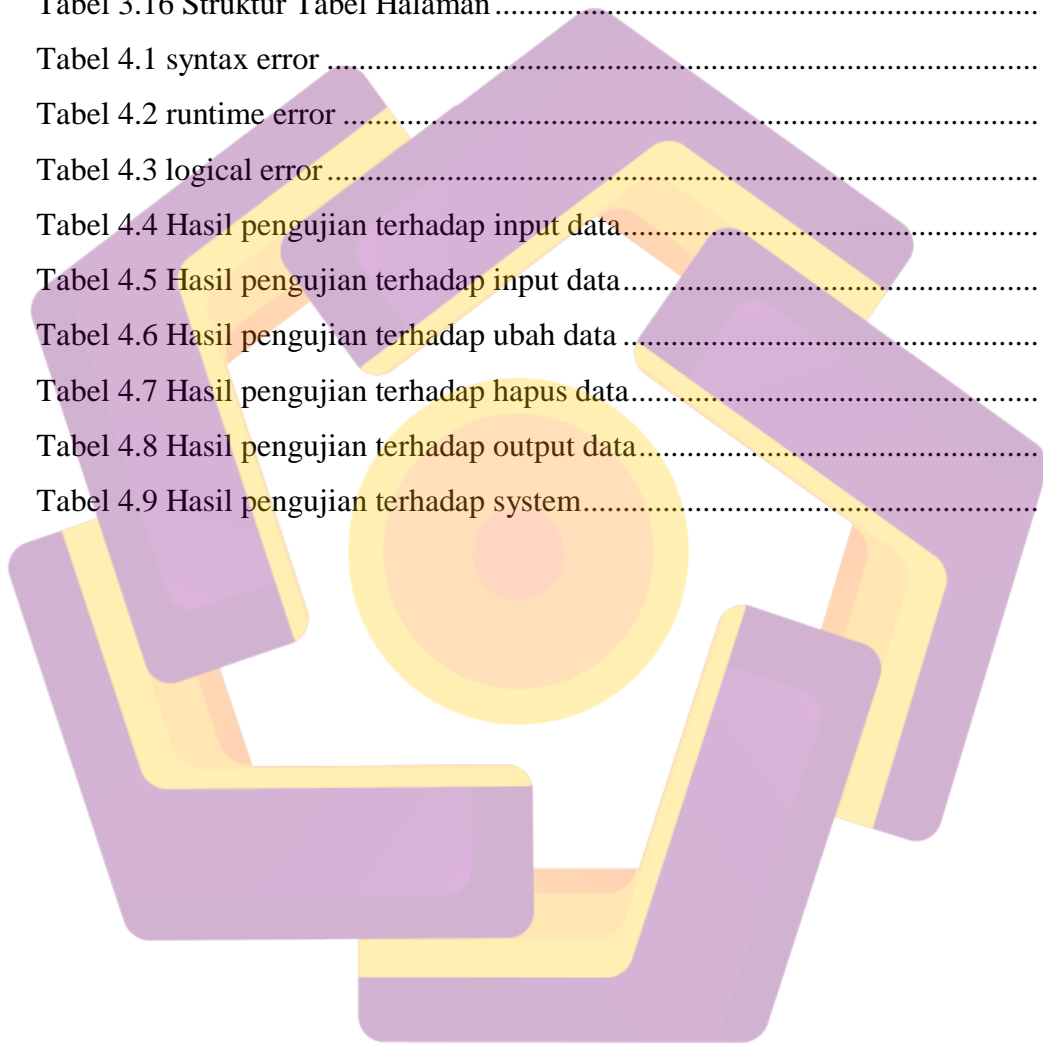 Tabel 3.16 Struktur Tabel Halaman ........................................................................
Tabel 4.1 syntax error ..............................................................................................
Tabel 4.2 runtime error ............................................................................................
Tabel 4.3 logical error ..............................................................................................
Tabel 4.4 Hasil pengujian terhadap input data.......................................................
Tabel 4.5 Hasil pengujian terhadap input data.......................................................
Tabel 4.6 Hasil pengujian terhadap ubah data .......................................................
Tabel 4.7 Hasil pengujian terhadap hapus data......................................................
Tabel 4.8 Hasil pengujian terhadap output data.....................................................
Tabel 4.9 Hasil pengujian terhadap system............................................................